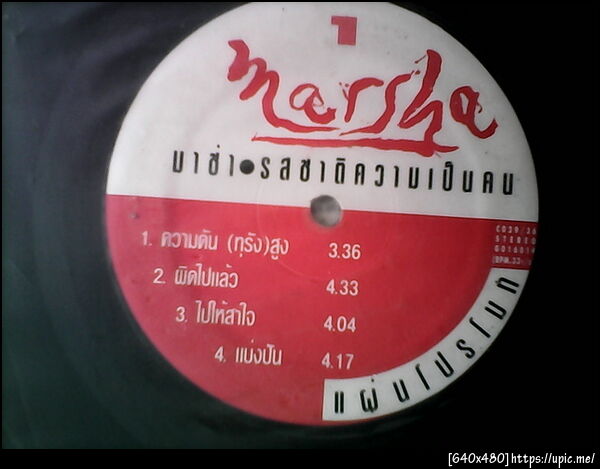 1
marsha
มาช่า●รสชาติความเป็นคน
1. ความดัน (ทุรัง)สูง 3.36
2. ผิดไปแล้ว 4.33
3. ไปให้สาใจ 4.04
4. แบ่งปัน 4.17
STEREO
แผ่นโปรโมท
[640x480]https://upic.me/